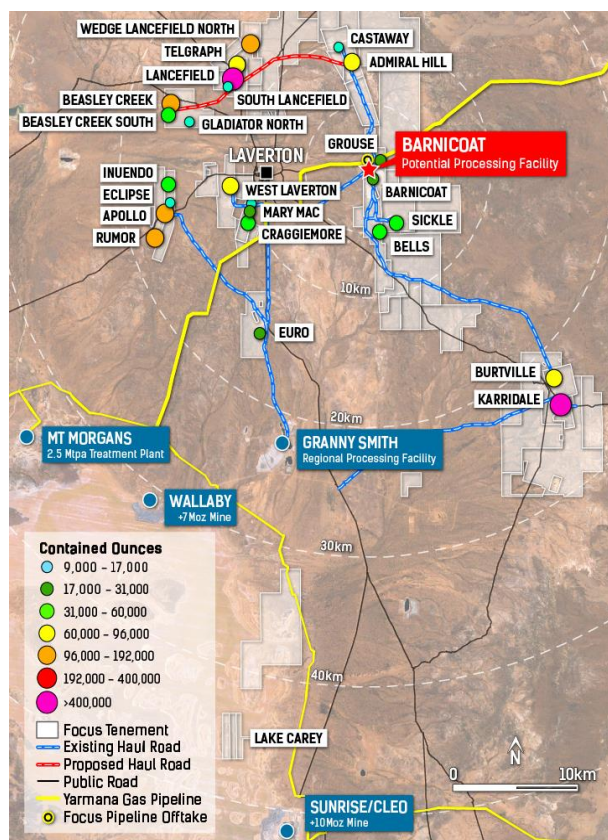 WEDGE LANCEFIELD NORTH
TELGRAPH
LANCEFIELD
SOUTH LANCEFIELD
BEASLEY CREEK
BEASLEY CREEK SOUTH
GLADIATOR NORTH
CASTAWAY
ADMIRAL HILL
GROUSE
BARNICOAT
Potential Processing Facility
LAVERTON
INUENDO
ECLIPSE
APOLLO
RUMOR
WEST LAVERTON
MARY MAC
CRAGGIEMORE
BARNICOAT
SICKLE
BELLS
10km
EURO
BURTVILLE
KARRIDALE
20km
MT MORGANS
2.5 Mtpa Treatment Plant
GRANNY SMITH
Regional Processing Facility
WALLABY
+7Moz Mine
30km
Contained Ounces
9,000 - 17,000
17,000 - 31,000
31,000 - 60,000
60,000 - 96,000
96,000 - 192,000
192,000 - 400,000
>400,000
Focus Tenement
Existing Haul Road
Proposed Haul Road
Public Road
Yarmana Gas Pipeline
Focus Pipeline Offtake
40km
LAKE CAREY
N
0 10km
SUNRISE/CLEO
+10Moz Mine